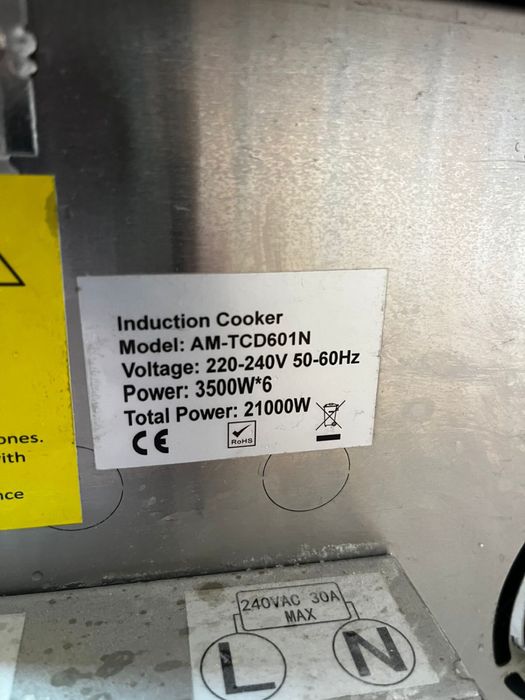 Induction Cooker
Model: AM-TCD601N
Voltage: 220-240V 50-60Hz
Power: 3500W*6
Total Power: 21000W
CE
RoHS
ones.
ith
nce
240VAC 30A
MAX
L N